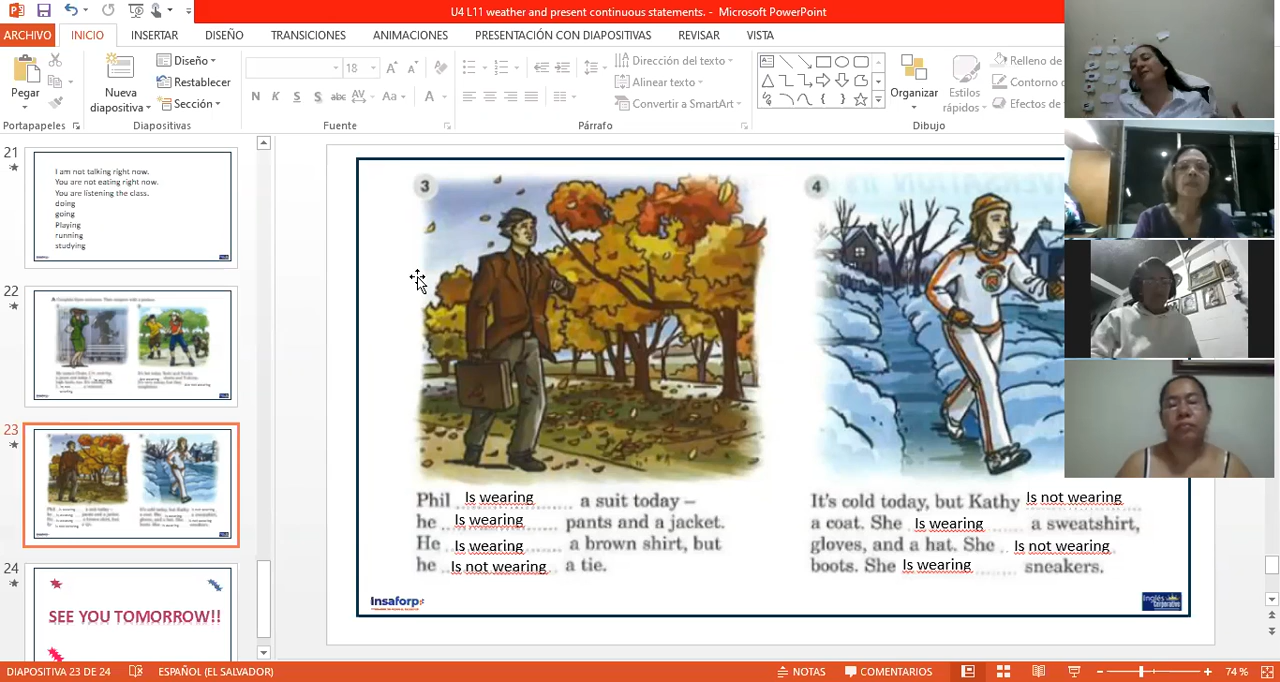 U4 L11 weather and present continuous statements. - Microsoft PowerPoint
ARCHIVO INICIO INSERTAR DISEÑO TRANSICIONES ANIMACIONES PRESENTACIÓN CON DIAPOSITIVAS REVISAR VISTA
Pegar
Nueva
diapositiva
Diseño
Restablecer
Sección
18
N K S S abc AV Aa A
Dirección del texto
Alinear texto
Convertir a SmartArt
Organizar
Estilos
rápidos
Relleno de
Contorno
Efectos de
Portapapeles Diapositivas Fuente Párrafo Dibujo
21
I am not talking right now.
You are not eating right now.
You are listening the class.
doing
going
Playing
running
studying
22
23
24
SEE YOU TOMORROW!!
3
Phil Is wearing a suit today –
he Is wearing pants and a jacket.
He Is wearing a brown shirt, but
he Is not wearing a tie.
4
It's cold today, but Kathy Is not wearing
a coat. She Is wearing a sweatshirt,
gloves, and a hat. She Is not wearing
boots. She Is wearing sneakers.
Insaforp
Inglés
Corporativo
DIAPOSITIVA 23 DE 24 ESPAÑOL (EL SALVADOR) NOTAS COMENTARIOS 74 %